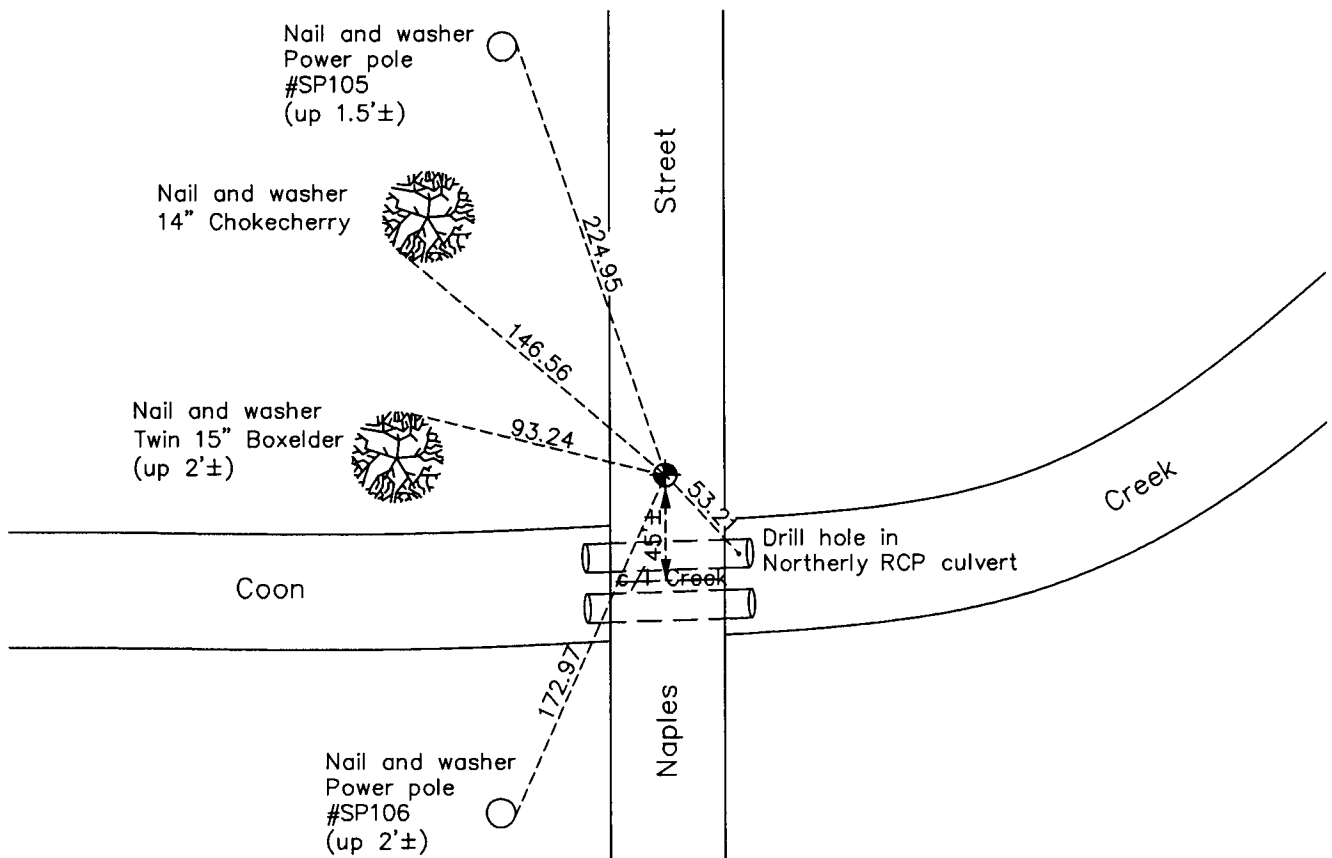 Nail and washer
Power pole
#SP105
(up 1.5'±)
Street
Nail and washer
14" Chokecherry
224.95
146.56
Nail and washer
Twin 15" Boxelder
(up 2'±)
93.24
53.2
45'±
Creek
Drill hole in
Northerly RCP culvert
Creek
Coon
172.97
Naples
Nail and washer
Power pole
#SP106
(up 2'±)